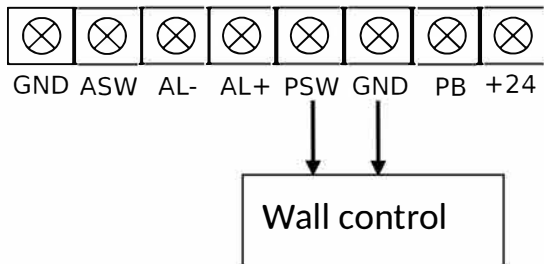 GND ASW AL- AL+ PSW GND PB +24
Wall control